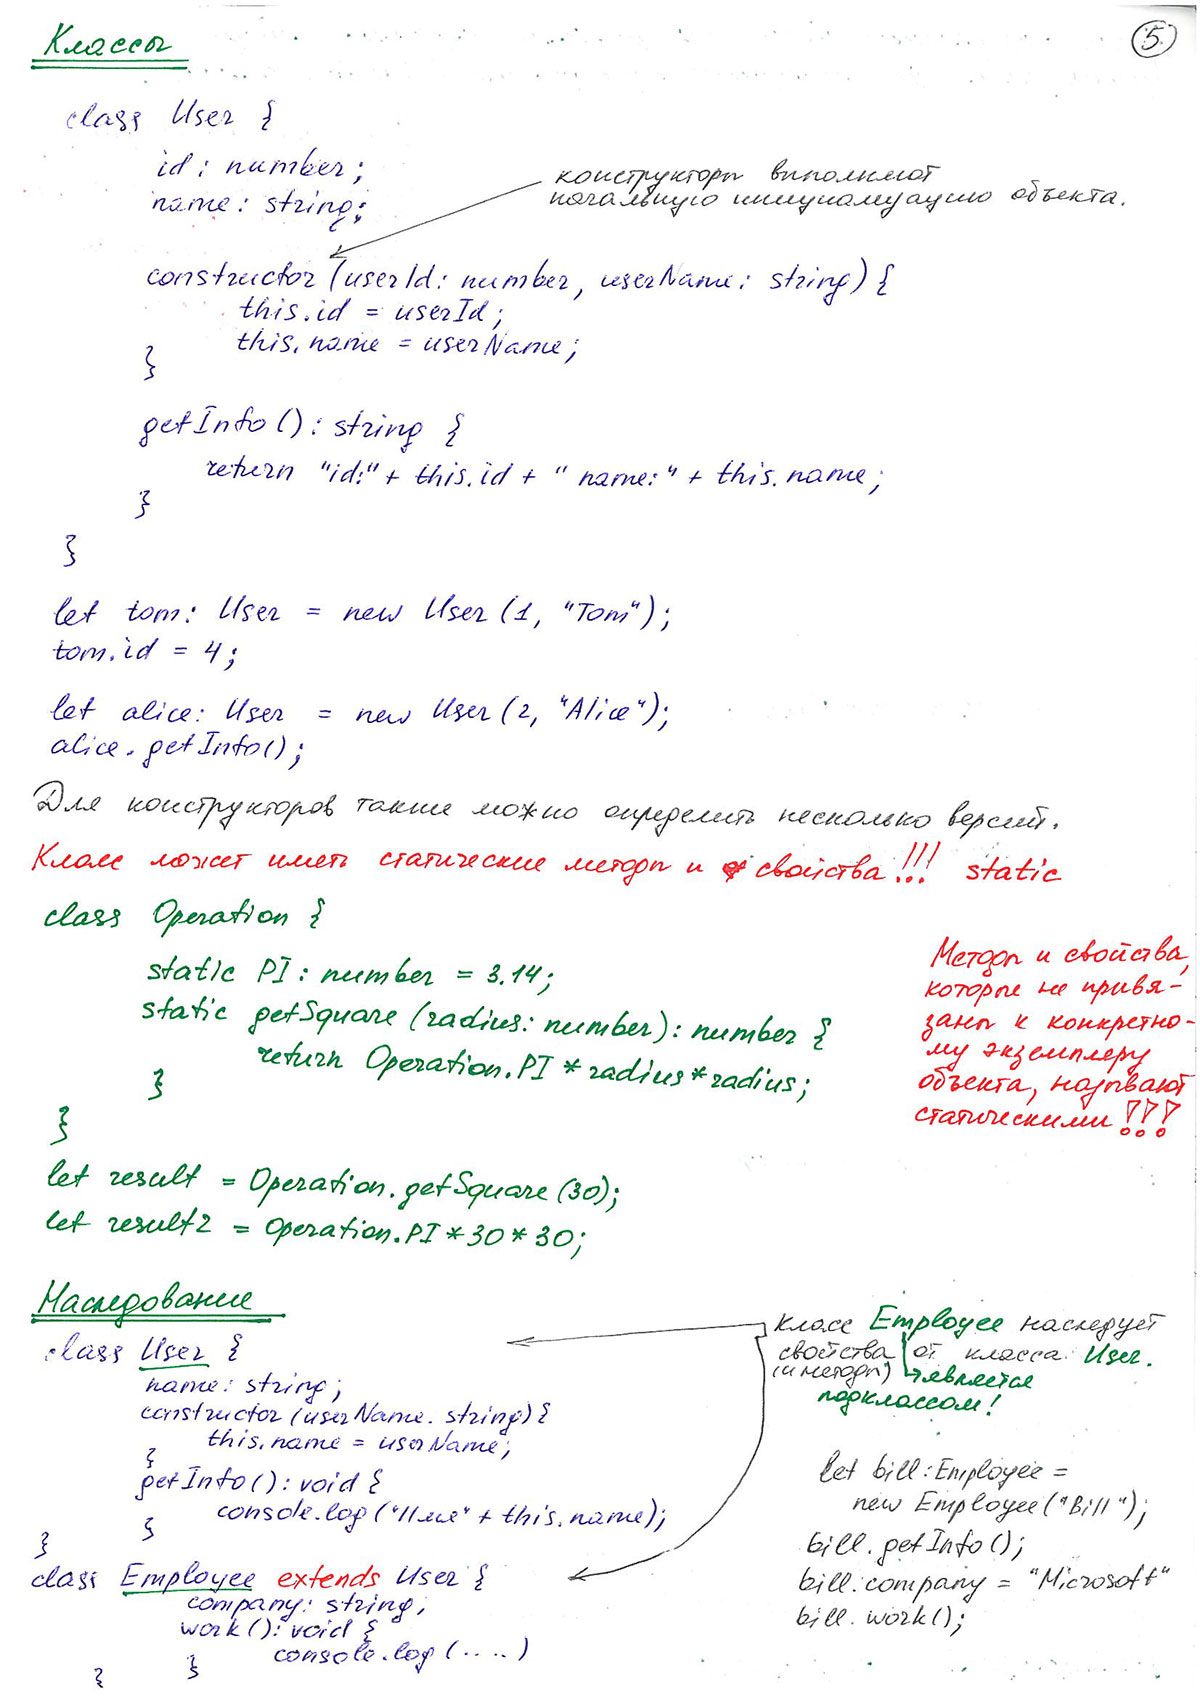 Классы
5
class User {
id: number;
name: string;
конструкторы выполняют
начальную инициализацию объекта.
constructor (userId: number, userName: string) {
this.id = userId;
this.name = userName;
}
getInfo(): string {
return "id:" + this.id + " name:" + this.name;
}
}
let tom: User = new User (1, "Tom");
tom.id = 4;
let alice: User = new User (2, "Alice");
alice.getInfo();
Для конструкторов также можно определить несколько версий.
Класс может иметь статические методы и свойства!!! static
class Operation {
static PI: number = 3.14;
static getSquare (radius: number): number {
return Operation.PI * radius * radius;
}
}
Методы и свойства,
которые не привя-
заны к конкретно-
му экземпляру
объекта, называют
статическими!!!
let result = Operation.getSquare(30);
let result2 = Operation.PI * 30 * 30;
Наследование
class User {
name: string;
constructor (userName: string) {
this.name = userName;
}
getInfo(): void {
console.log ("Имя" + this.name);
}
}
class Employee extends User {
company: string;
work(): void {
console.log (....)
}
}
класс Employee наследует
свойства от класса User.
(и методы) является
подклассом!
let bill: Employee =
new Employee("Bill");
bill.getInfo();
bill.company = "Microsoft"
bill.work();